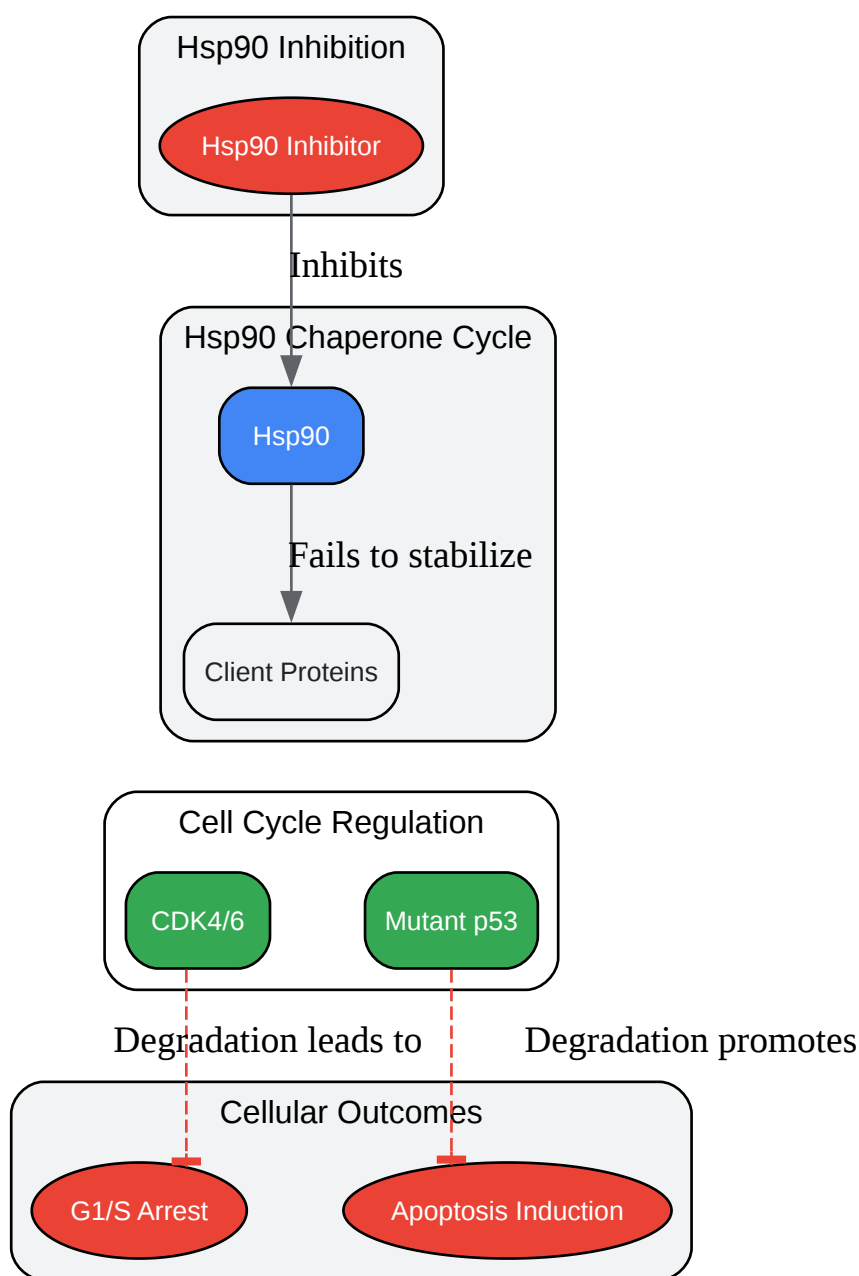 Hsp90 Inhibition
Hsp90 Inhibitor
Inhibits
Hsp90 Chaperone Cycle
Hsp90
Fails to stabilize
Client Proteins
Cell Cycle Regulation
CDK4/6
Mutant p53
Degradation leads to
Degradation promotes
Cellular Outcomes
G1/S Arrest
Apoptosis Induction